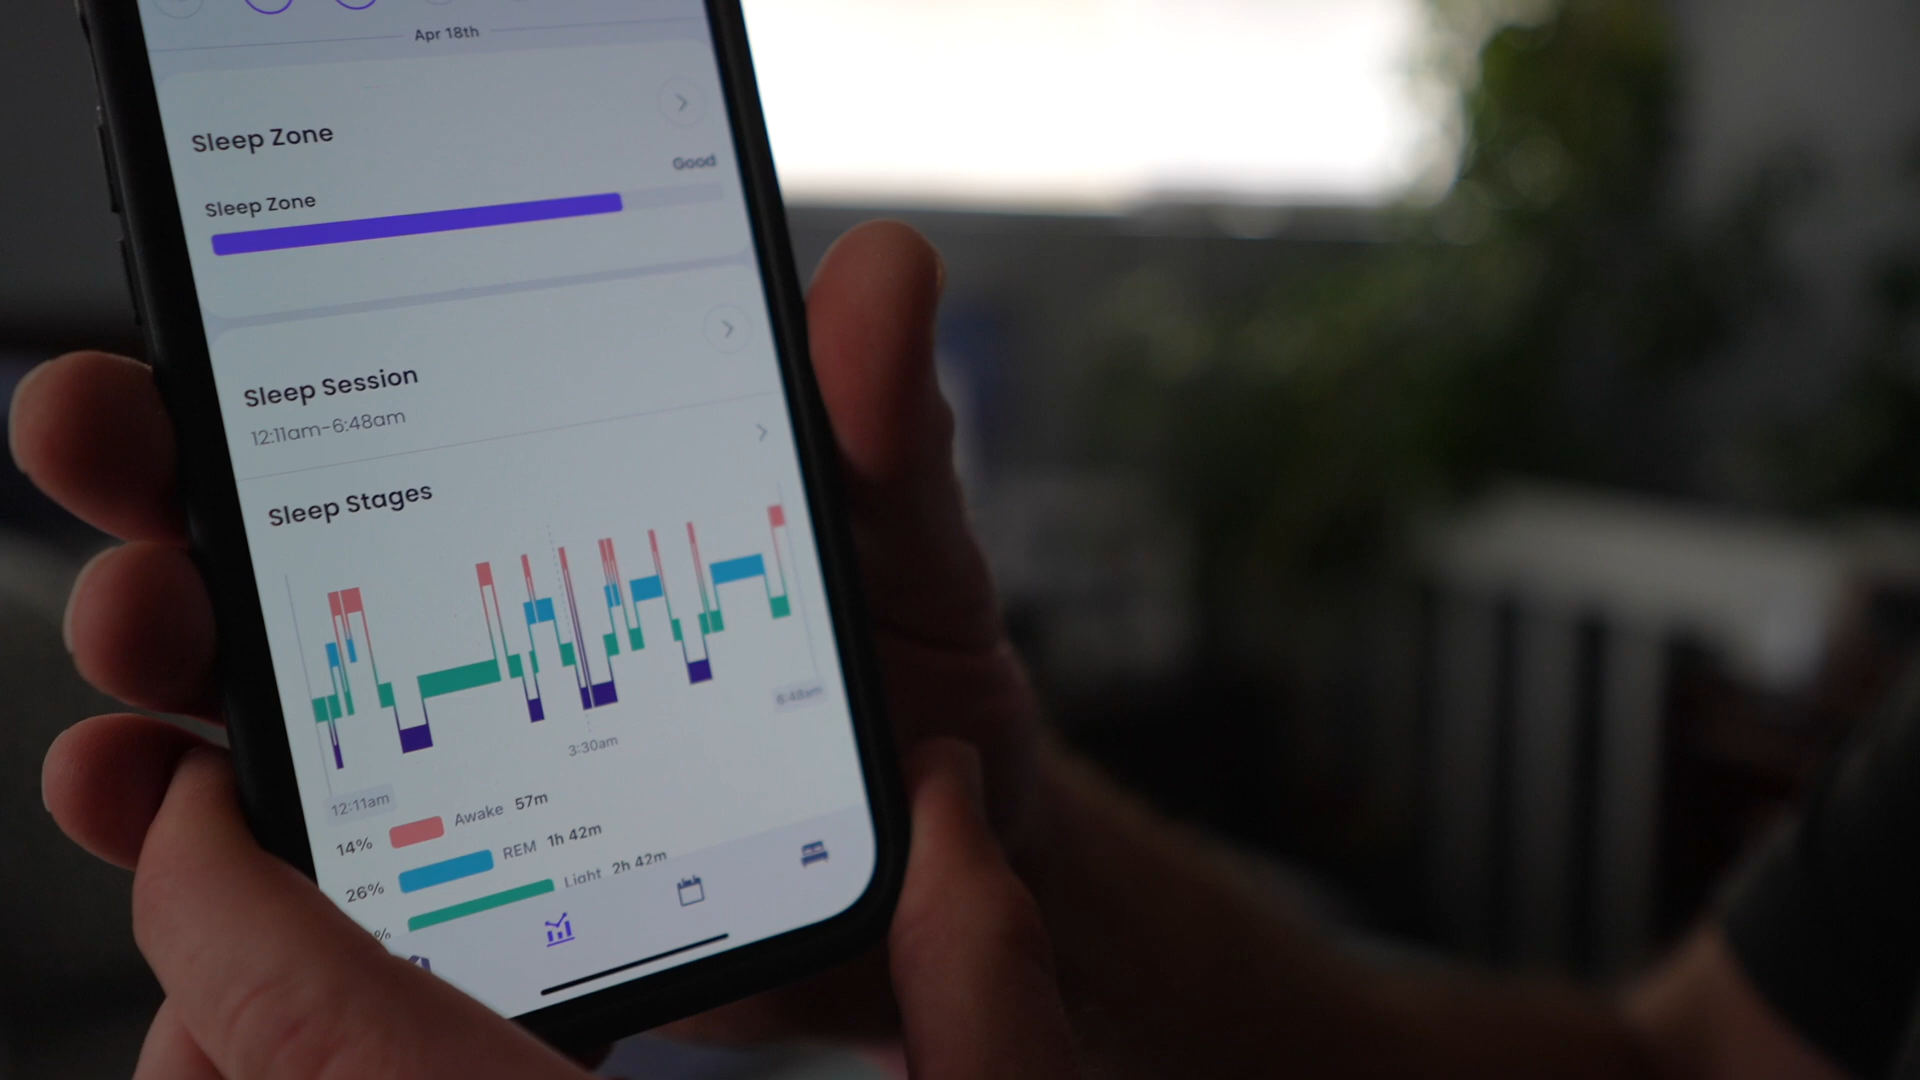 Apr 18th
Sleep Zone
Good
Sleep Zone
Sleep Session
12:11am-6:48am
Sleep Stages
6:48am
3:30am
12:11am
14% Awake 57m
26% REM 1h 42m
% Light 2h 42m